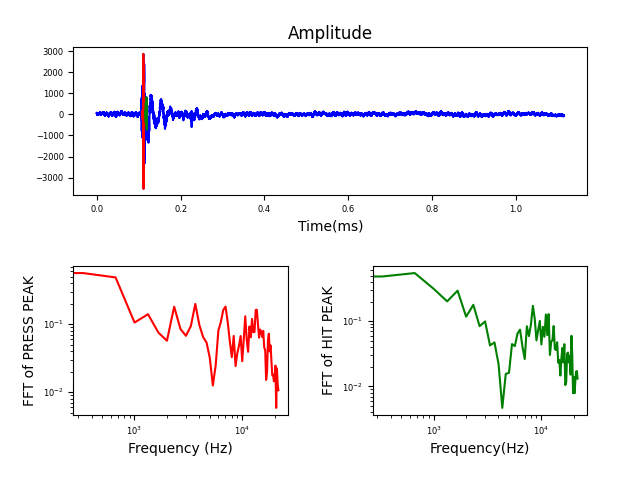 Amplitude
3000
2000
1000
0
−1000
−2000
−3000
0.0 0.2 0.4 0.6 0.8 1.0
Time(ms)
FFT of PRESS PEAK
10⁻¹
10⁻²
10³ 10⁴
Frequency (Hz)
FFT of HIT PEAK
10⁻¹
10⁻²
10³ 10⁴
Frequency(Hz)